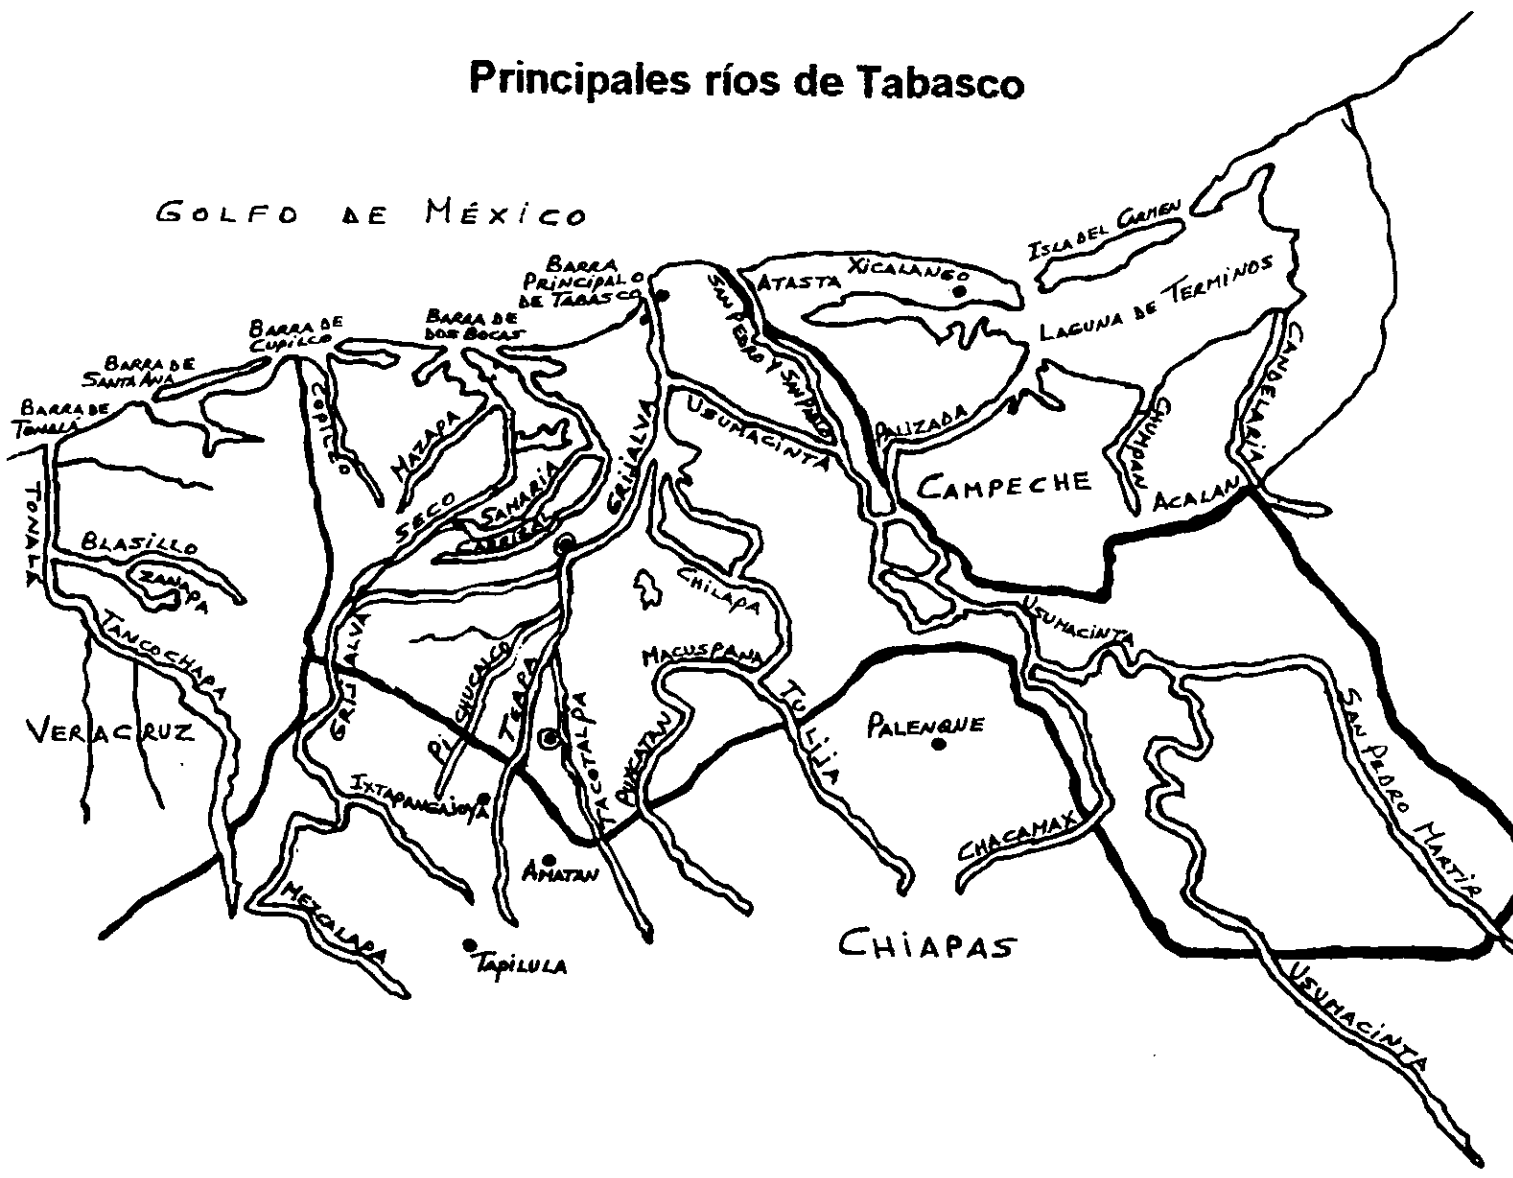 Principales ríos de Tabasco
GOLFO DE MÉXICO
ISLA DEL CARMEN
BARRA
PRINCIPAL O
DE TABASCO
ATASTA
XICALANGO
LAGUNA DE TERMINOS
SAN PEDRO Y SAN PABLO
BARRA DE
CUPILCO
BARRA DE
DOS BOCAS
BARRA DE
SANTA ANA
BARRA DE
TONALÁ
COPILCO
MAZAPA
GRIJALVA
USUMACINTA
PALIZADA
CHUMPAN
CANDELARIA
CAMPECHE
ACALAN
TONALÁ
SECO
SAMARIA
CARRIZAL
BLASILLO
ZANAPA
CHILAPA
USUMACINTA
TANCOCHAPA
GRIJALVA
PICHUCALCO
TEAPA
TACOTALPA
MACUSPANA
PUXCATAN
TULIJA
PALENQUE
SAN PEDRO MARTIR
VERACRUZ
IXTAPANGAJOYA
CHACAMAX
AMATAN
MEZCALAPA
TAPILULA
CHIAPAS
USUMACINTA